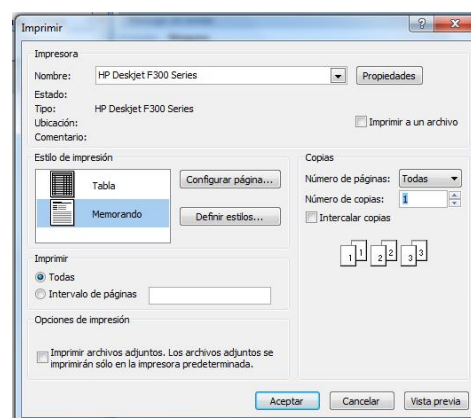 Imprimir
Impresora
Nombre: HP Deskjet F300 Series Propiedades
Estado:
Tipo: HP Deskjet F300 Series
Ubicación: Imprimir a un archivo
Comentario:
Estilo de impresión
Tabla
Memorando
Configurar página...
Definir estilos...
Copias
Número de páginas: Todas
Número de copias: 1
Intercalar copias
1 1 2 2 3 3
Imprimir
Todas
Intervalo de páginas
Opciones de impresión
Imprimir archivos adjuntos. Los archivos adjuntos se
imprimirán sólo en la impresora predeterminada.
Aceptar Cancelar Vista previa